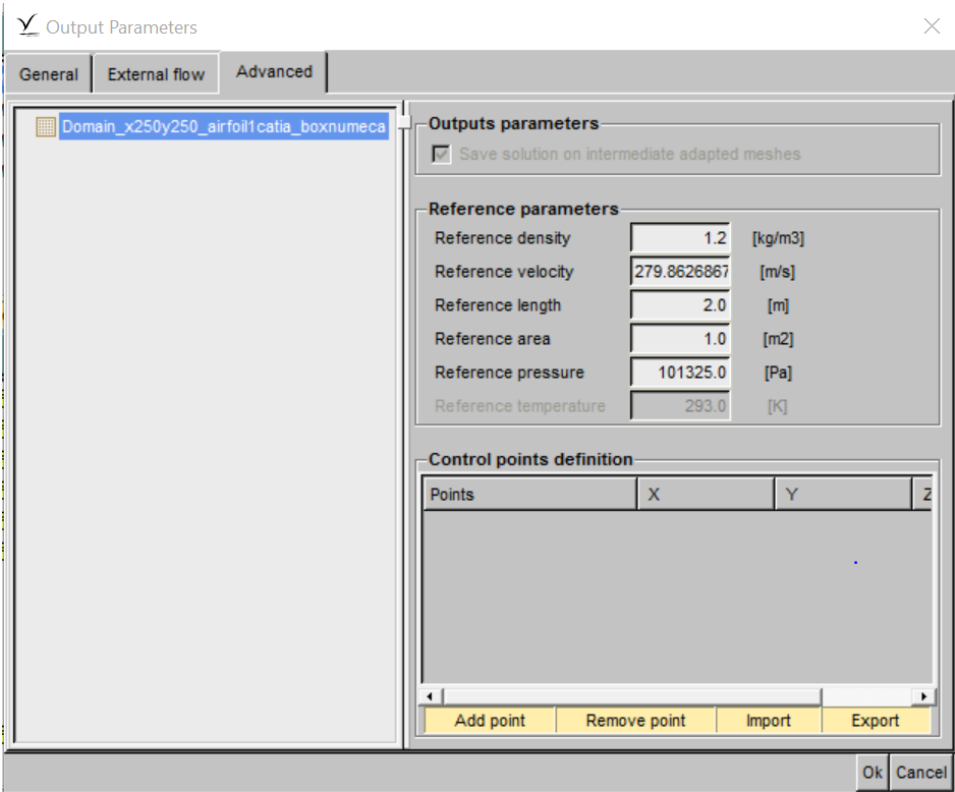 Output Parameters
General External flow Advanced
Domain_x250y250_airfoil1catia_boxnumeca
Outputs parameters
Save solution on intermediate adapted meshes
Reference parameters
Reference density 1.2 [kg/m3]
Reference velocity 279.8626867 [m/s]
Reference length 2.0 [m]
Reference area 1.0 [m2]
Reference pressure 101325.0 [Pa]
Reference temperature 293.0 [K]
Control points definition
Points X Y Z
Add point Remove point Import Export
Ok Cancel